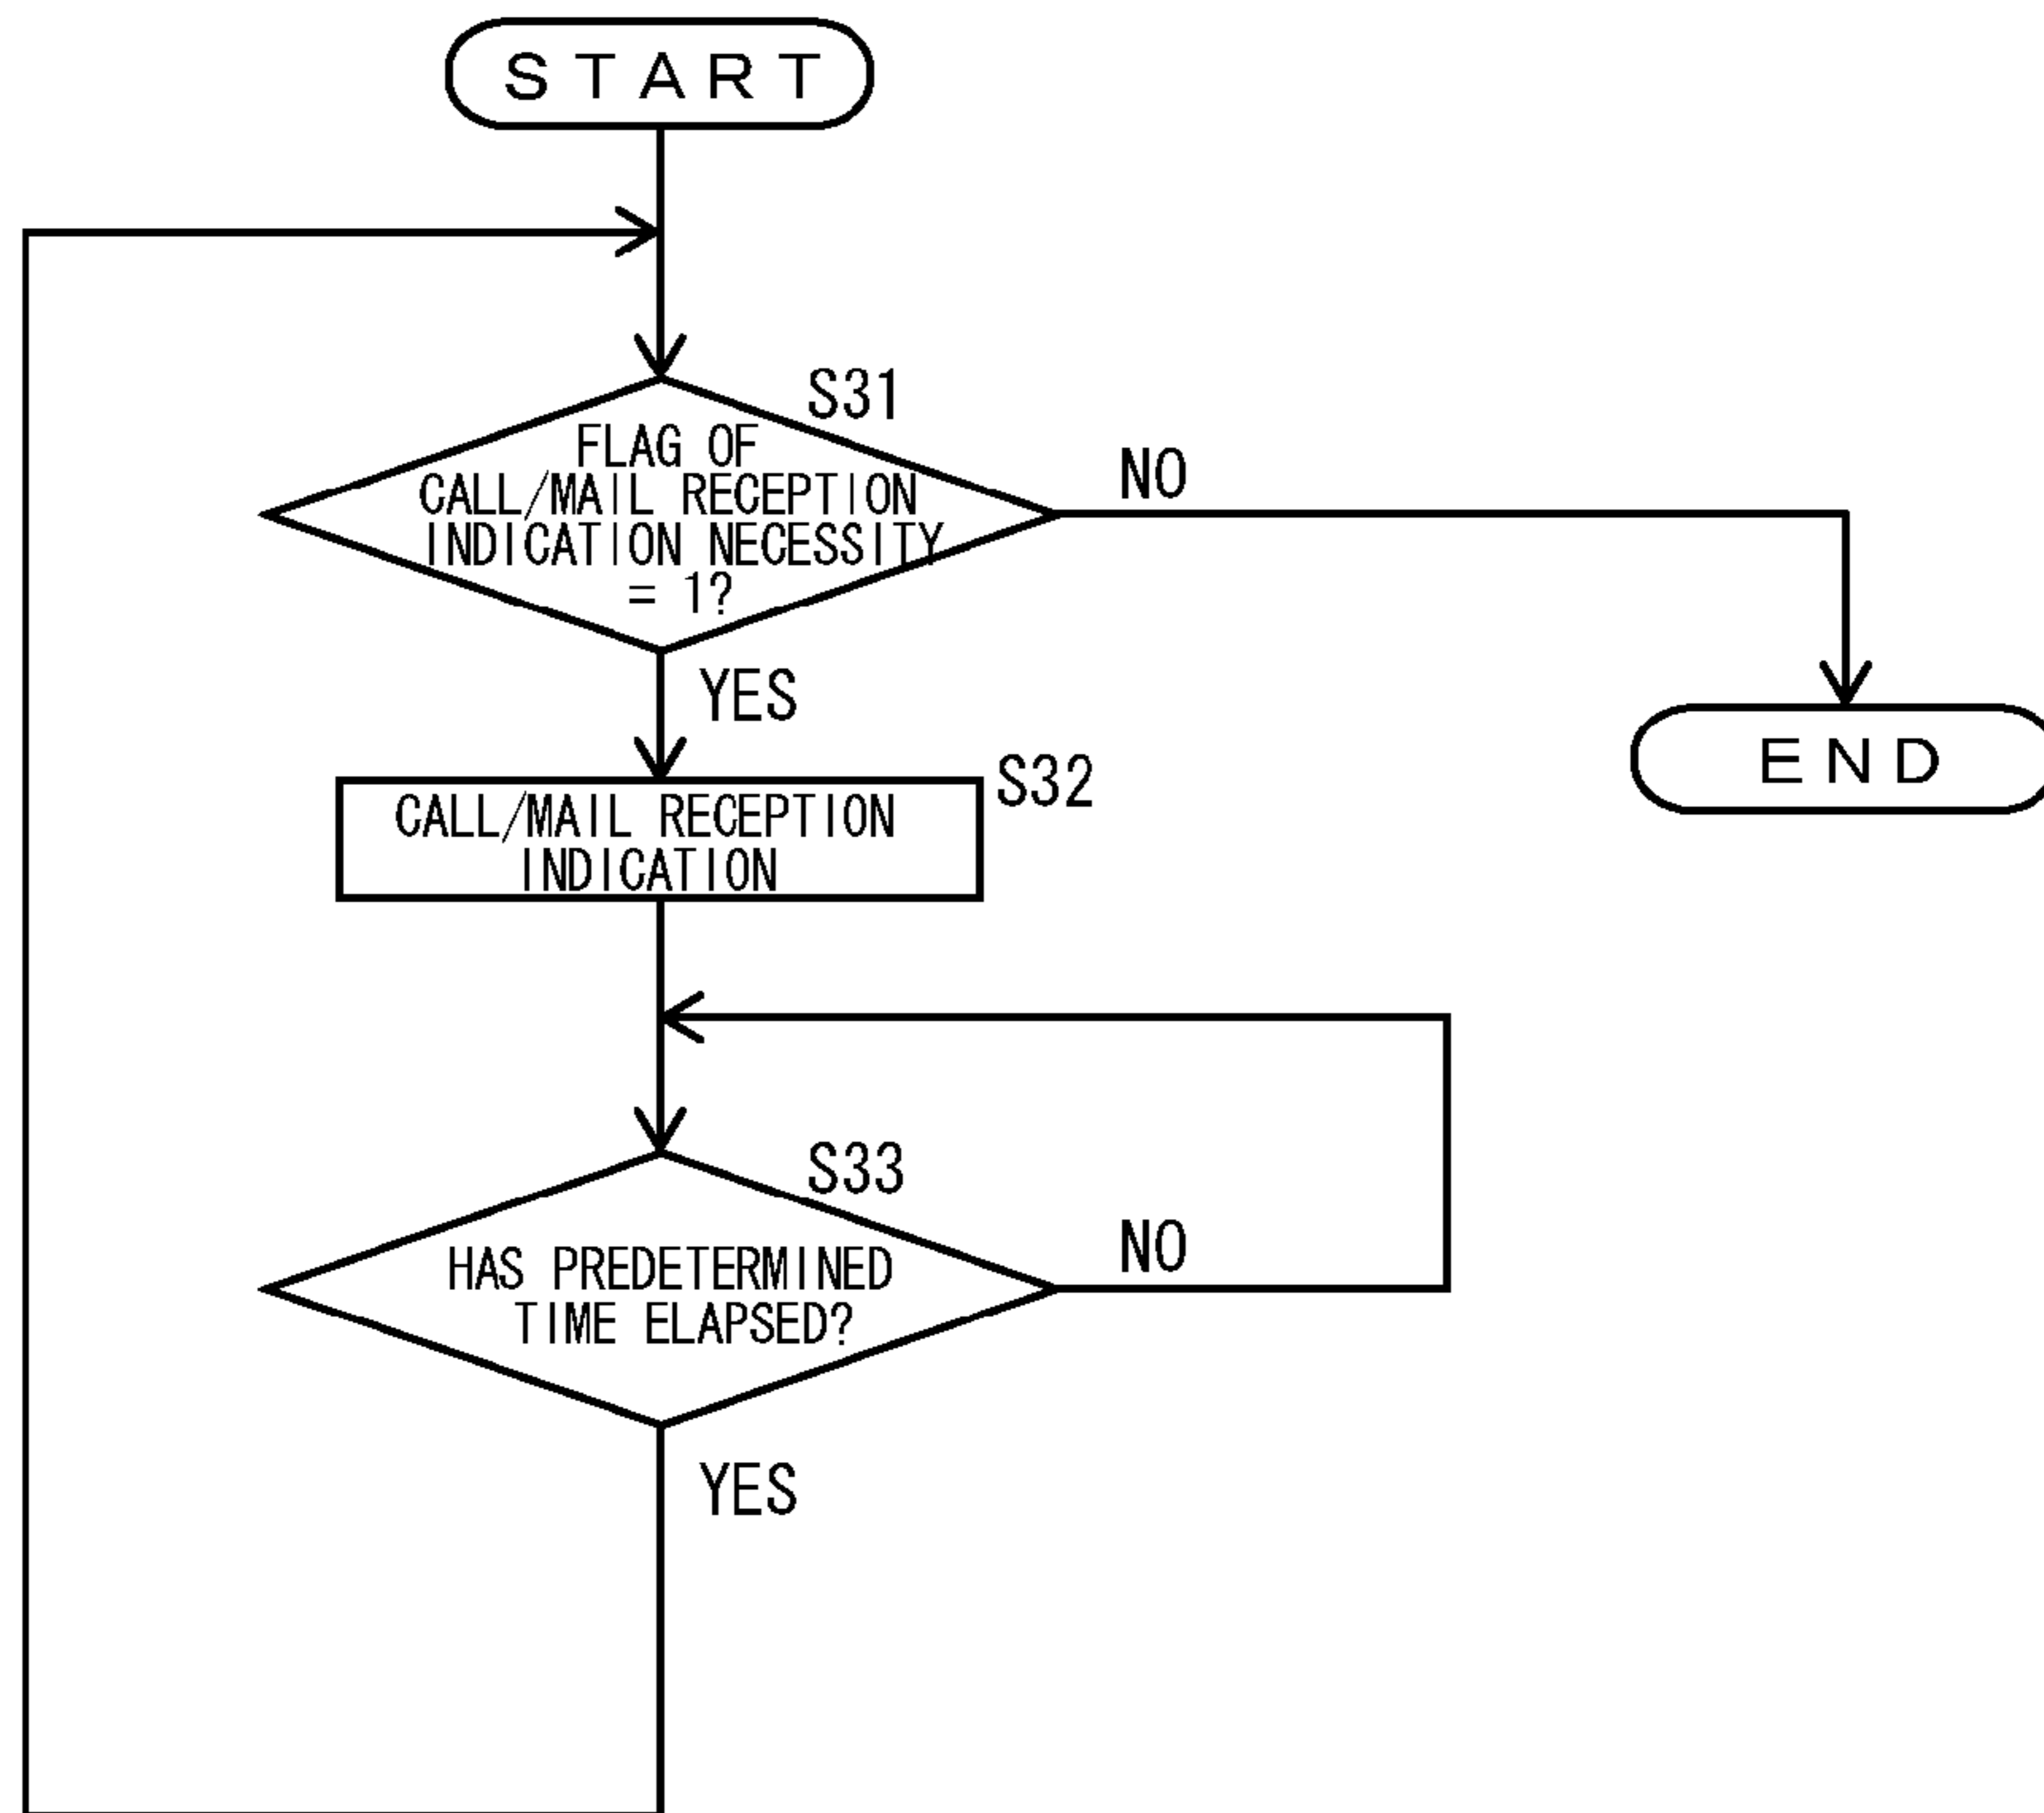 START
S31
FLAG OF
CALL/MAIL RECEPTION
INDICATION NECESSITY
= 1?
NO
YES
END
S32
CALL/MAIL RECEPTION
INDICATION
S33
HAS PREDETERMINED
TIME ELAPSED?
NO
YES